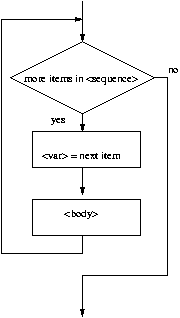 more items in <sequence>
no
yes
<var> = next item
<body>